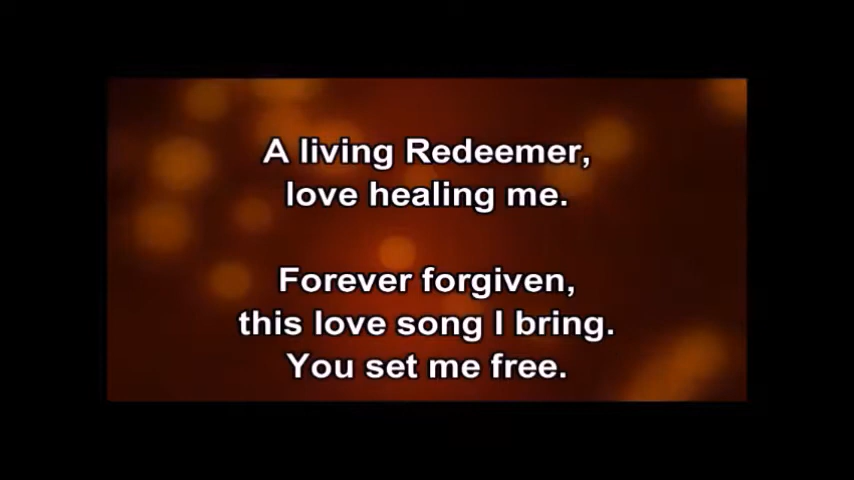 A living Redeemer,
love healing me.
Forever forgiven,
this love song I bring.
You set me free.